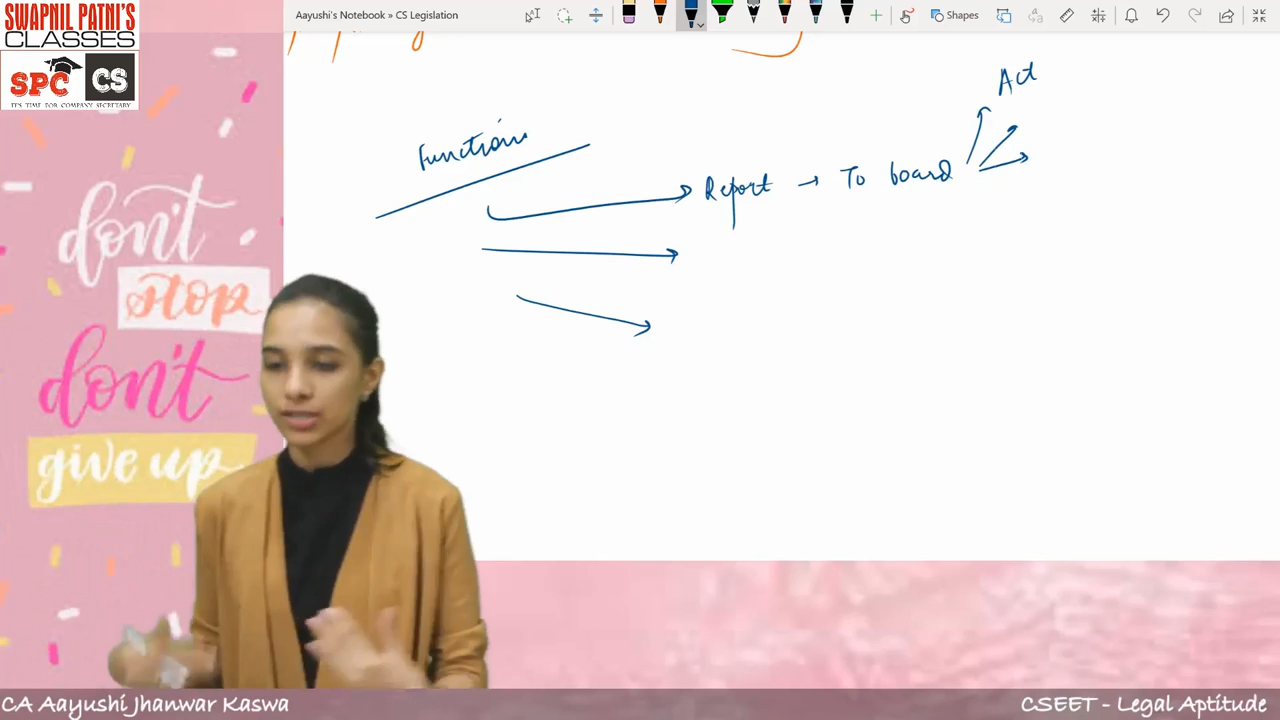 SWAPNIL PATNI'S
CLASSES
SPC CS
IT'S TIME FOR COMPANY SECRETARY
Aayushi's Notebook » CS Legislation
Shapes
Act
Functions
Report → To board
don't
stop
don't
give up
CA Aayushi Jhanwar Kaswa
CSEET - Legal Aptitude